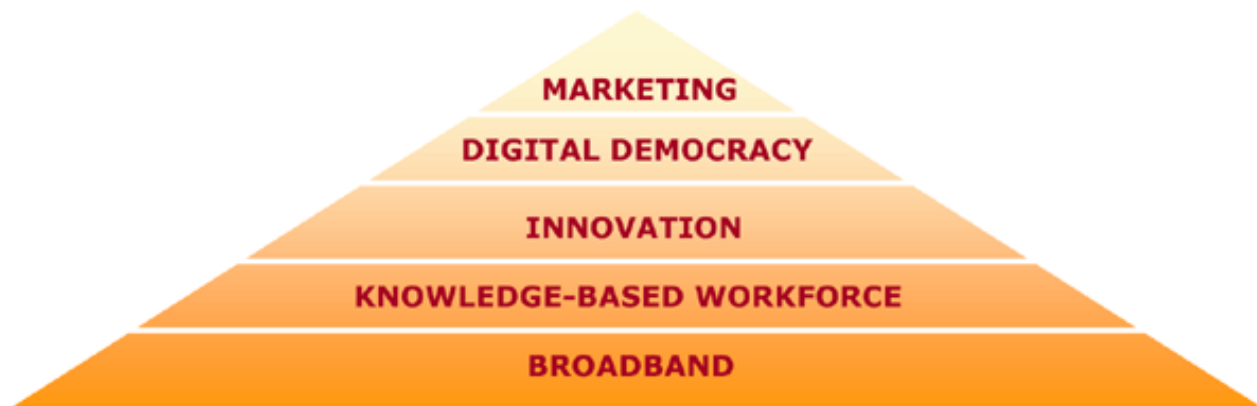 MARKETING
DIGITAL DEMOCRACY
INNOVATION
KNOWLEDGE-BASED WORKFORCE
BROADBAND